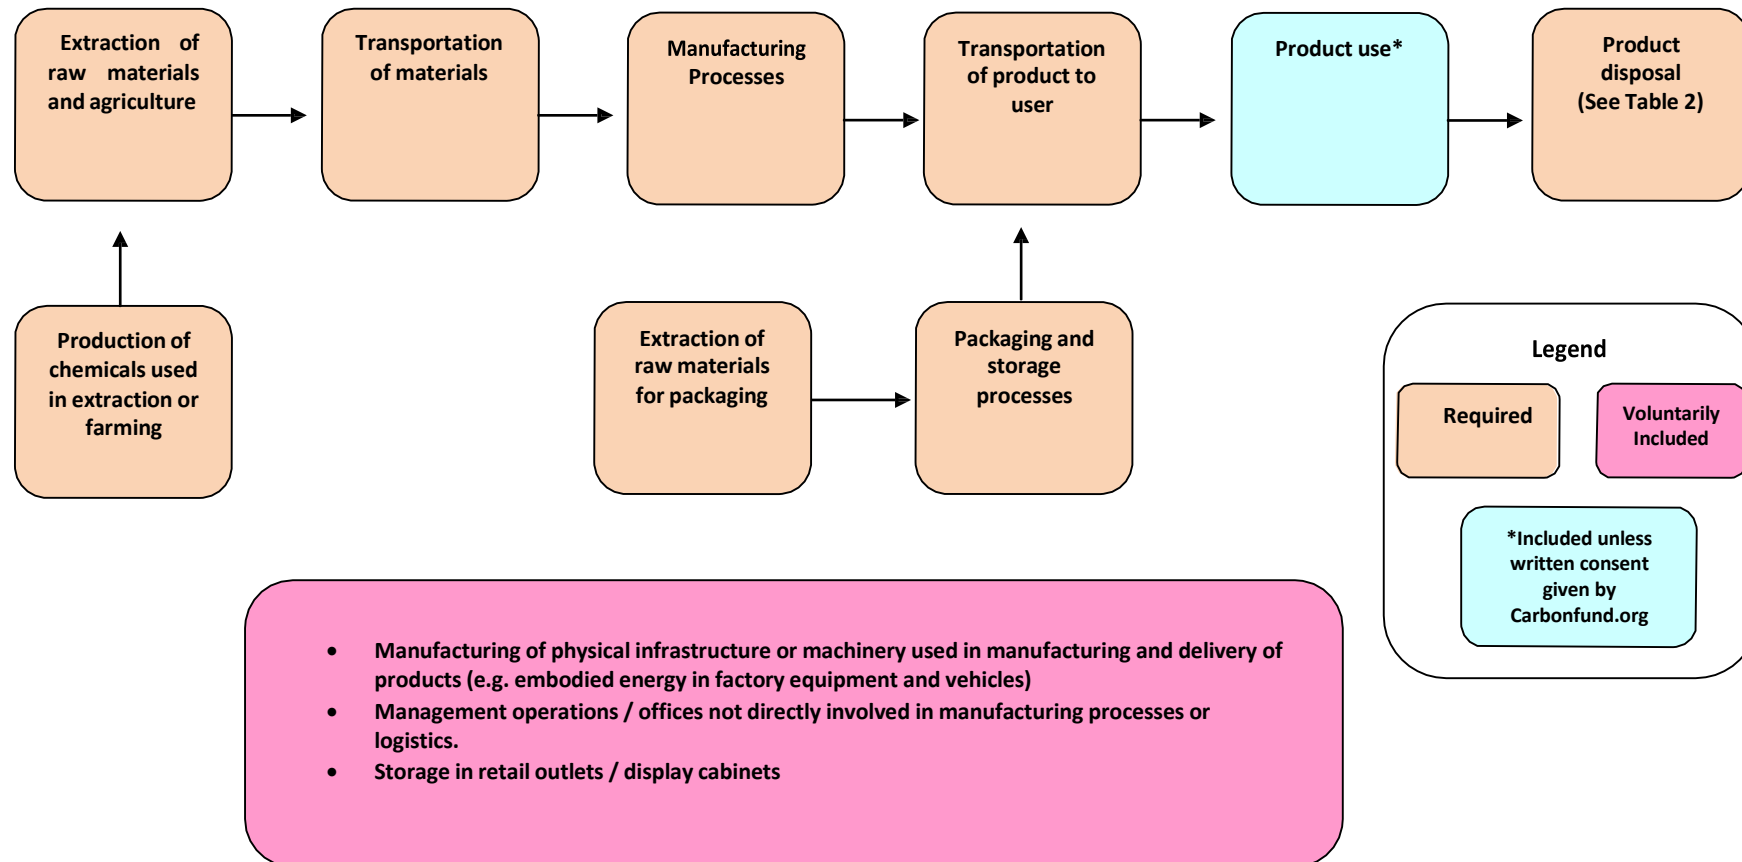 Extraction of
raw materials
and agriculture
Transportation
of materials
Manufacturing
Processes
Transportation
of product to
user
Product use*
Product
disposal
(See Table 2)
Production of
chemicals used
in extraction or
farming
Extraction of
raw materials
for packaging
Packaging and
storage
processes
Legend
Required
Voluntarily
Included
*Included unless
written consent
given by
Carbonfund.org
• Manufacturing of physical infrastructure or machinery used in manufacturing and delivery of
products (e.g. embodied energy in factory equipment and vehicles)
• Management operations / offices not directly involved in manufacturing processes or
logistics.
• Storage in retail outlets / display cabinets